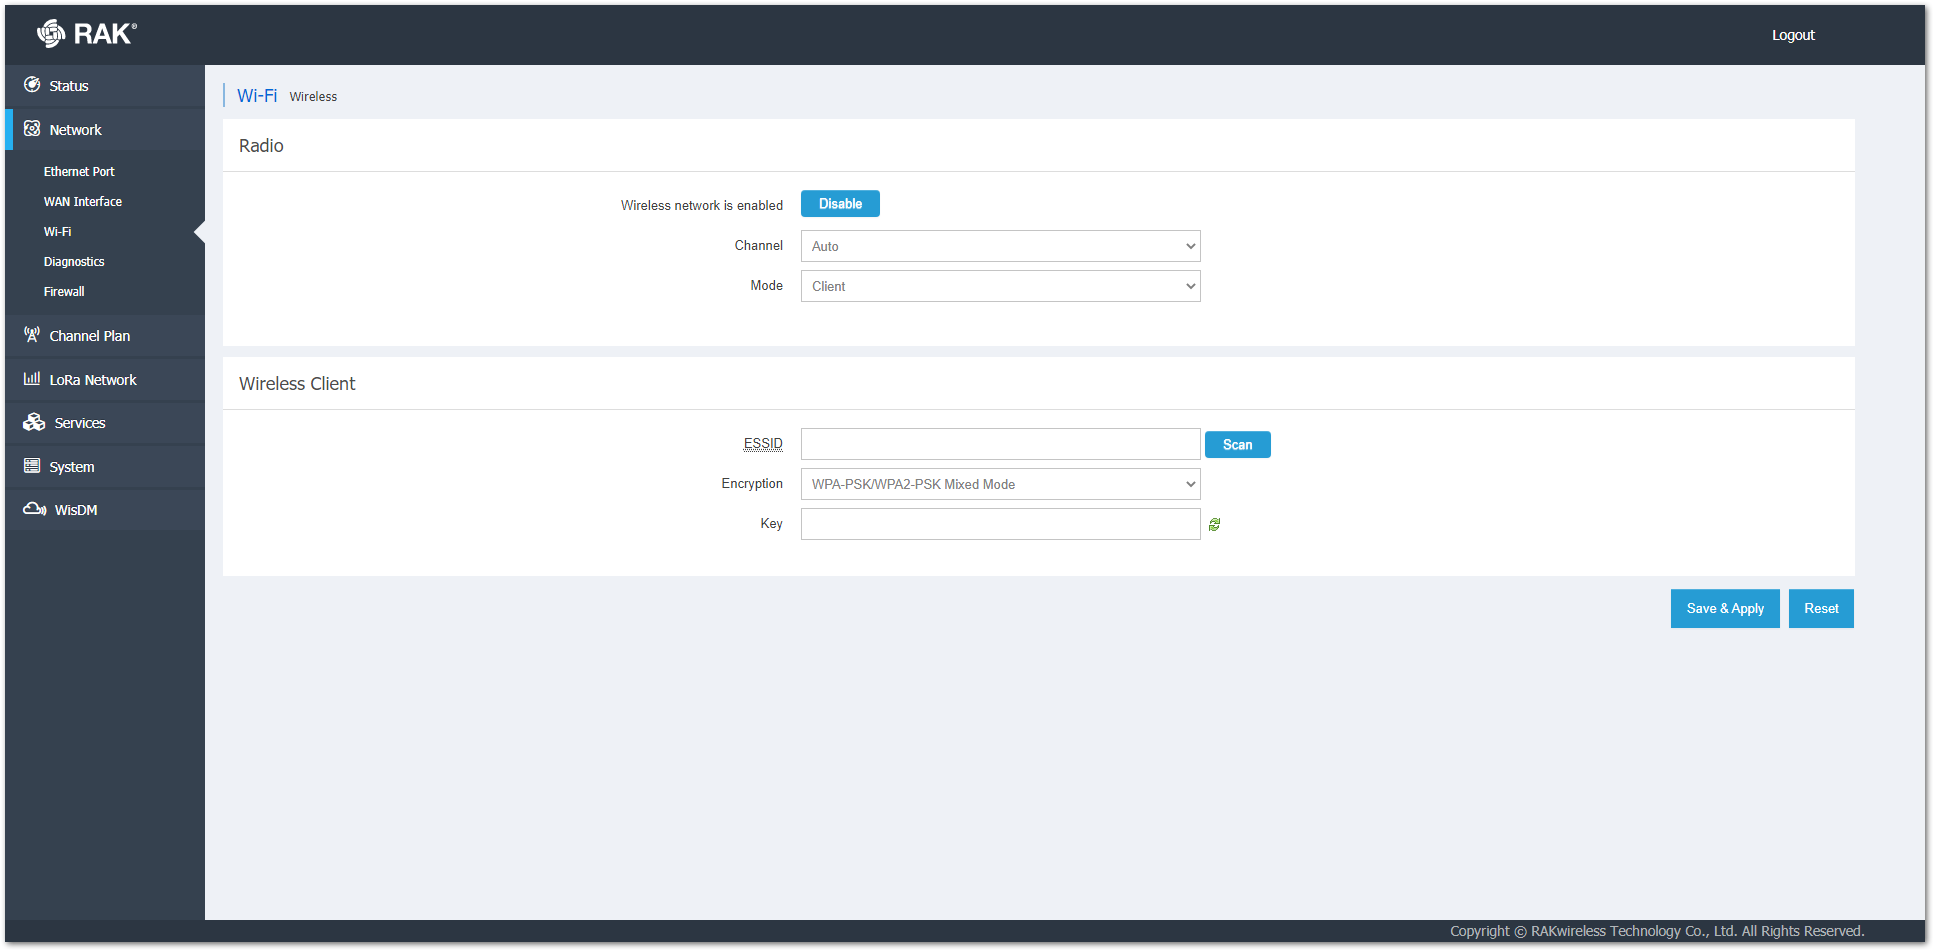 RAK®
Logout
Status
Network
Ethernet Port
WAN Interface
Wi-Fi
Diagnostics
Firewall
Channel Plan
LoRa Network
Services
System
WisDM
Wi-Fi Wireless
Radio
Wireless network is enabled Disable
Channel Auto
Mode Client
Wireless Client
ESSID Scan
Encryption WPA-PSK/WPA2-PSK Mixed Mode
Key
Save & Apply Reset
Copyright © RAKwireless Technology Co., Ltd. All Rights Reserved.